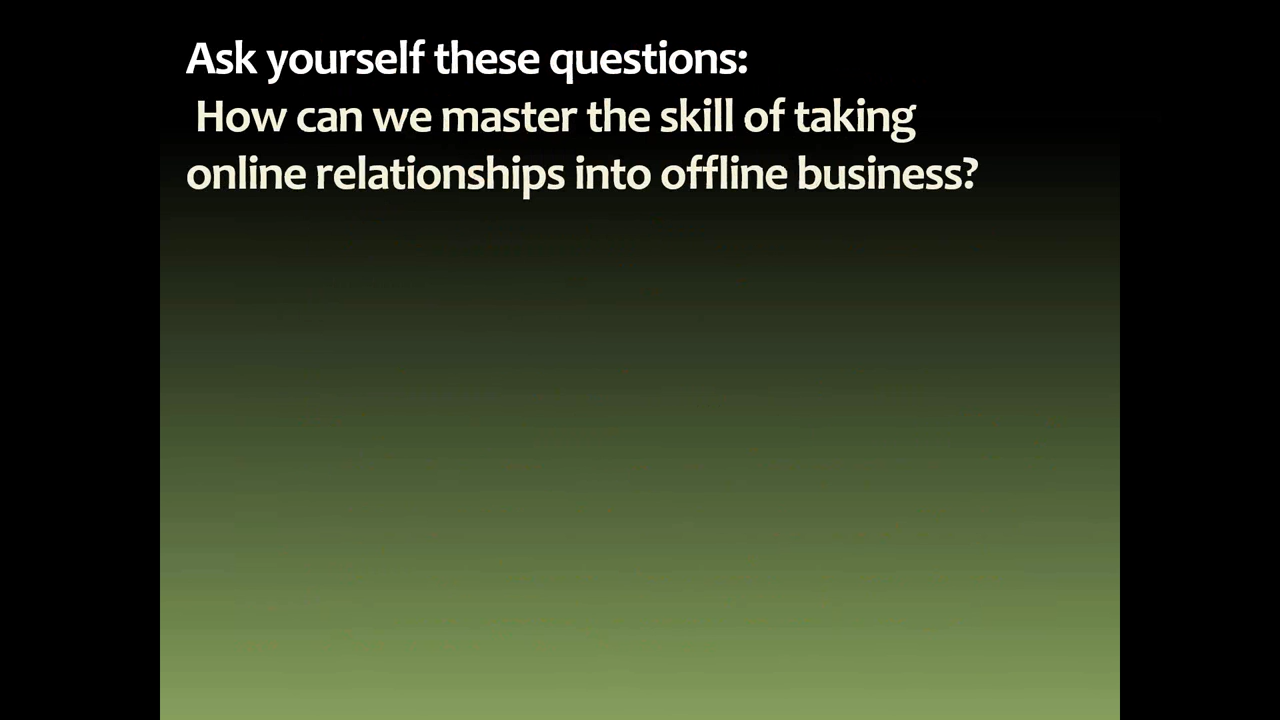 Ask yourself these questions:
How can we master the skill of taking
online relationships into offline business?